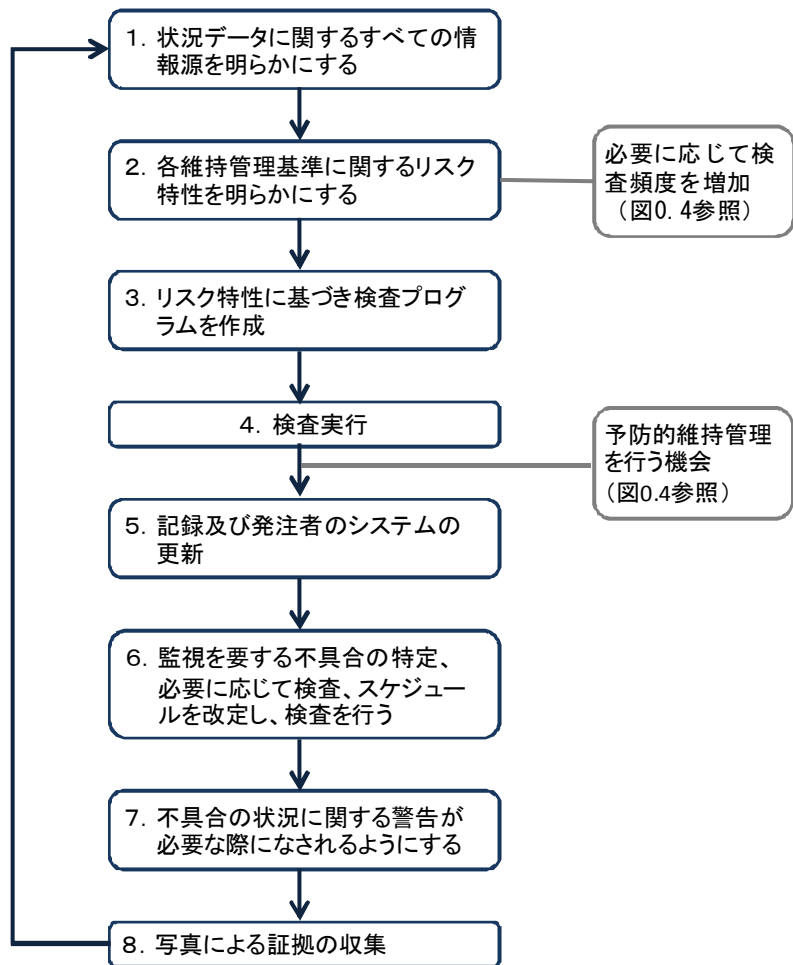 1．状況データに関するすべての情
報源を明らかにする
2．各維持管理基準に関するリスク
特性を明らかにする
必要に応じて検
査頻度を増加
（図0.4参照）
3．リスク特性に基づき検査プログ
ラムを作成
4．検査実行
予防的維持管理
を行う機会
（図0.4参照）
5．記録及び発注者のシステムの
更新
6．監視を要する不具合の特定、
必要に応じて検査、スケジュー
ルを改定し、検査を行う
7．不具合の状況に関する警告が
必要な際になされるようにする
8．写真による証拠の収集